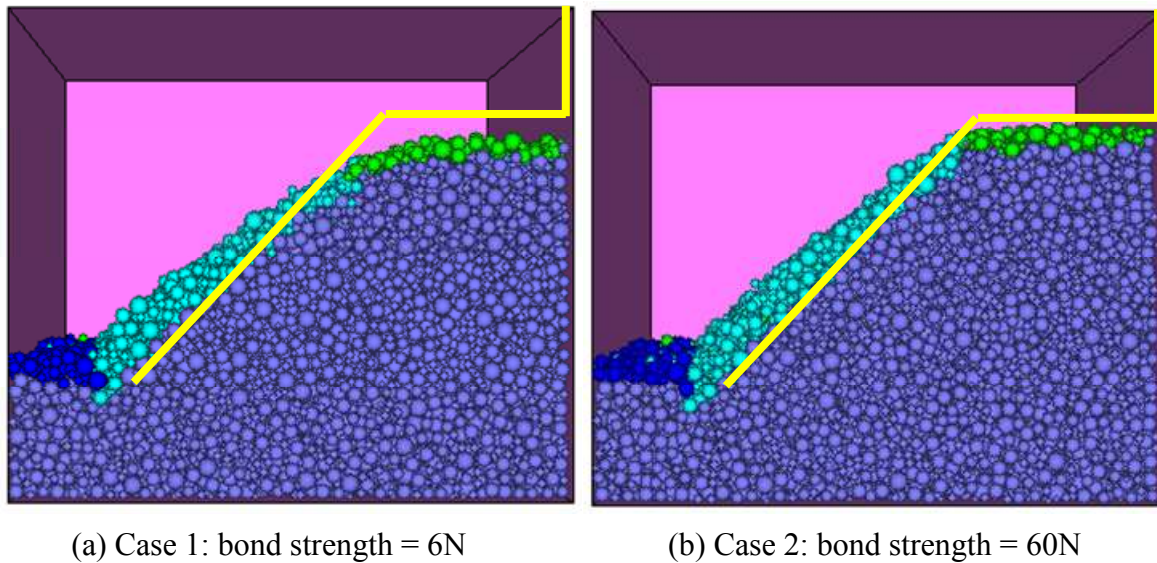 (a) Case 1: bond strength = 6N
(b) Case 2: bond strength = 60N